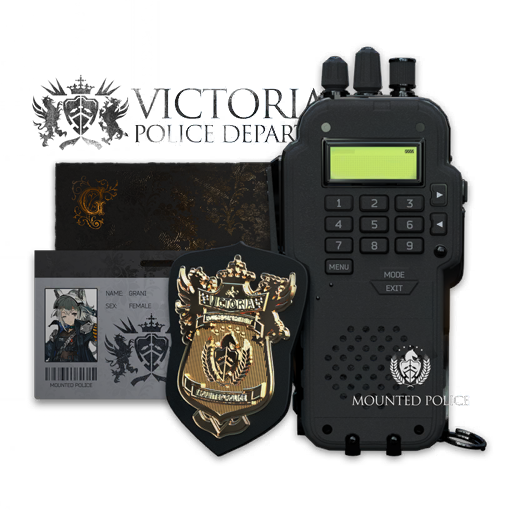 VICTORIA
POLICE DEPAR
G
NAME: GRANI
SEX: FEMALE
MOUNTED POLICE
VICTORIA
1 2 3
4 5 6
7 8 9
MENU
MODE
EXIT
MOUNTED POLICE